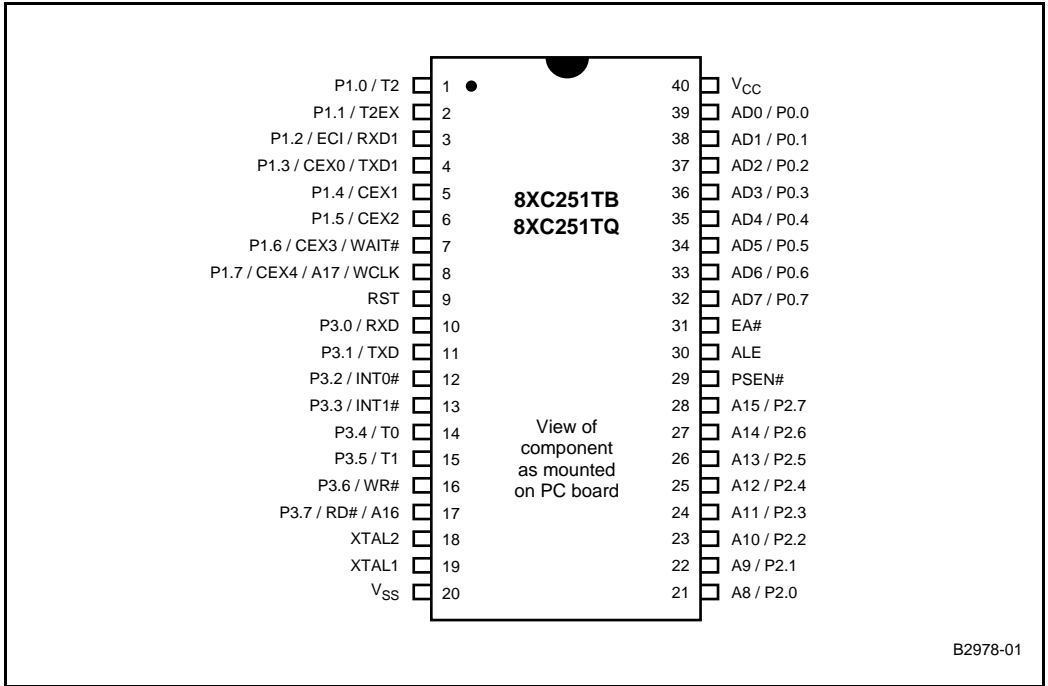 P1.0 / T2 1 40 VCC
P1.1 / T2EX 2 39 AD0 / P0.0
P1.2 / ECI / RXD1 3 38 AD1 / P0.1
P1.3 / CEX0 / TXD1 4 37 AD2 / P0.2
P1.4 / CEX1 5 36 AD3 / P0.3
8XC251TB
P1.5 / CEX2 6 35 AD4 / P0.4
8XC251TQ
P1.6 / CEX3 / WAIT# 7 34 AD5 / P0.5
P1.7 / CEX4 / A17 / WCLK 8 33 AD6 / P0.6
RST 9 32 AD7 / P0.7
P3.0 / RXD 10 31 EA#
P3.1 / TXD 11 30 ALE
P3.2 / INT0# 12 29 PSEN#
P3.3 / INT1# 13 28 A15 / P2.7
P3.4 / T0 14 27 A14 / P2.6
P3.5 / T1 15 26 A13 / P2.5
P3.6 / WR# 16 25 A12 / P2.4
P3.7 / RD# / A16 17 24 A11 / P2.3
XTAL2 18 23 A10 / P2.2
XTAL1 19 22 A9 / P2.1
VSS 20 21 A8 / P2.0
View of
component
as mounted
on PC board
B2978-01